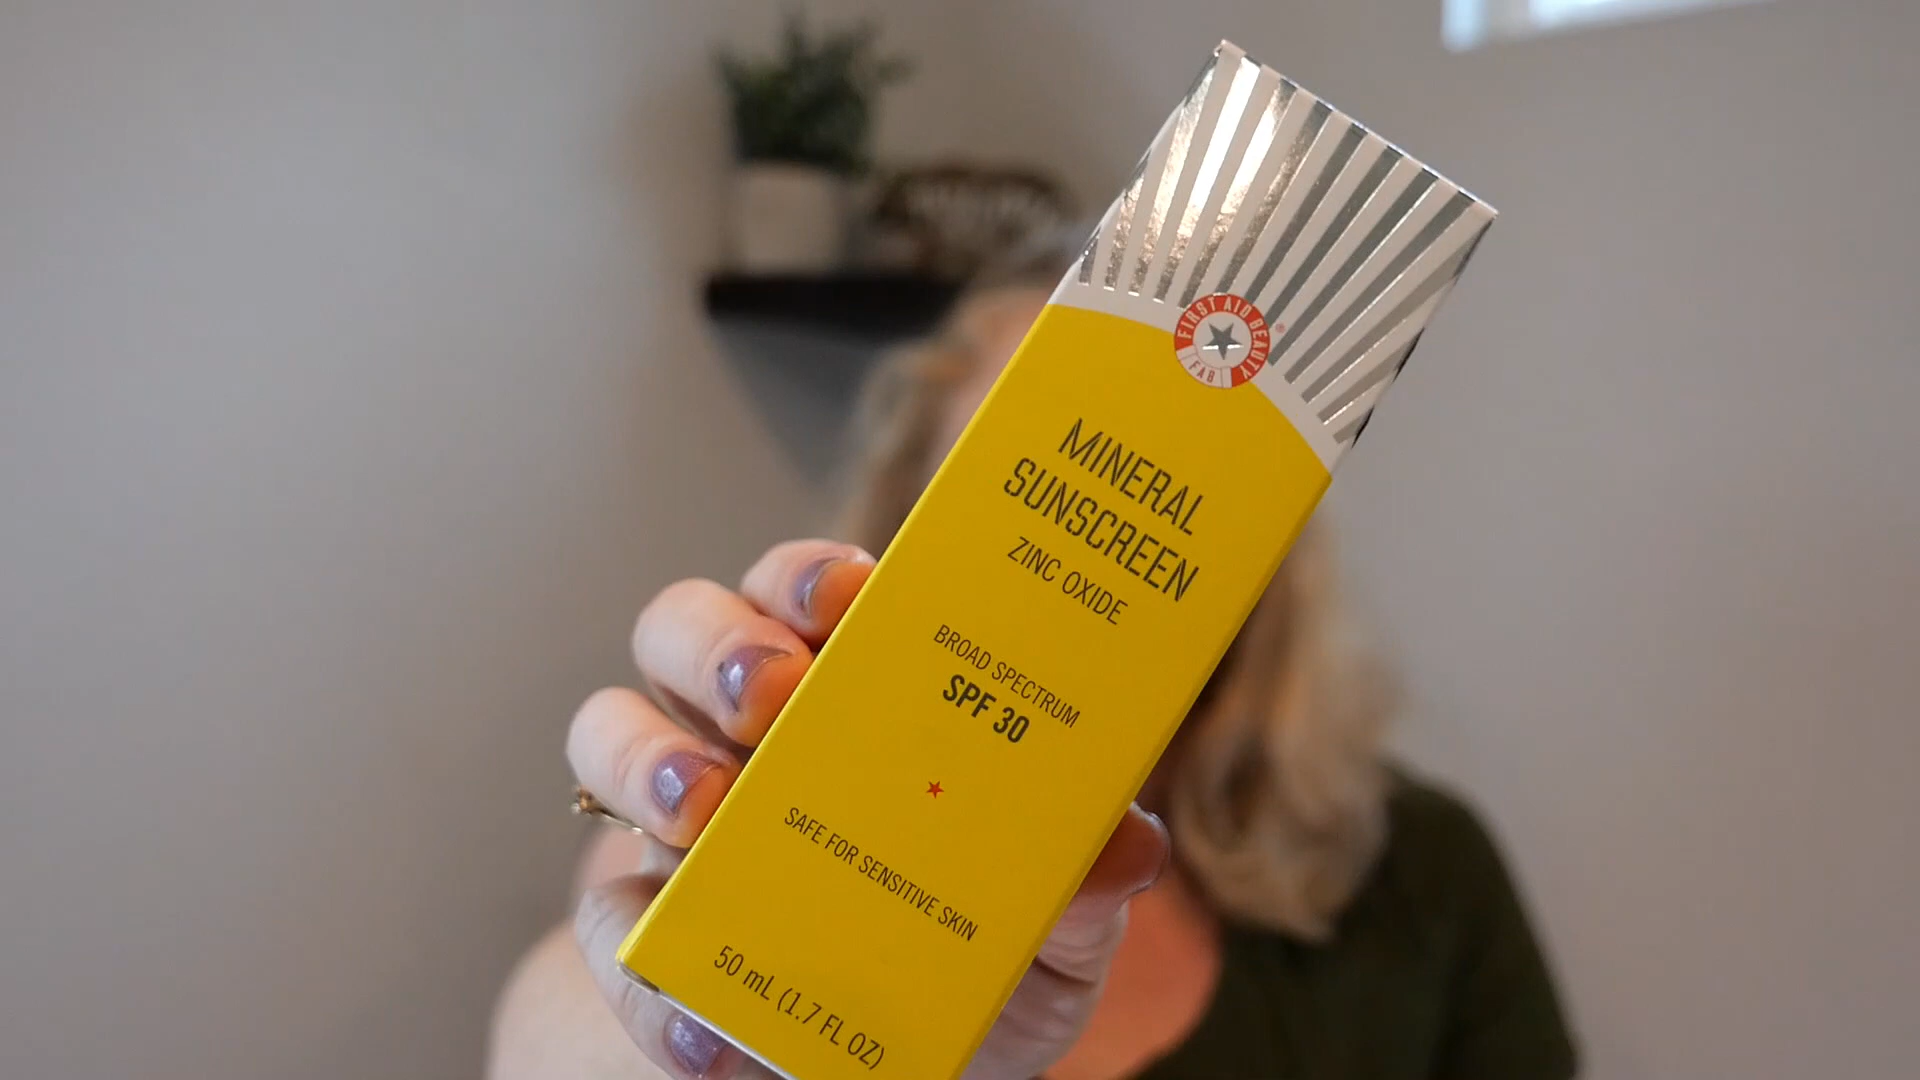 FIRST AID BEAUTY
FAB
®
MINERAL
SUNSCREEN
ZINC OXIDE
BROAD SPECTRUM
SPF 30
SAFE FOR SENSITIVE SKIN
50 mL (1.7 FL OZ)